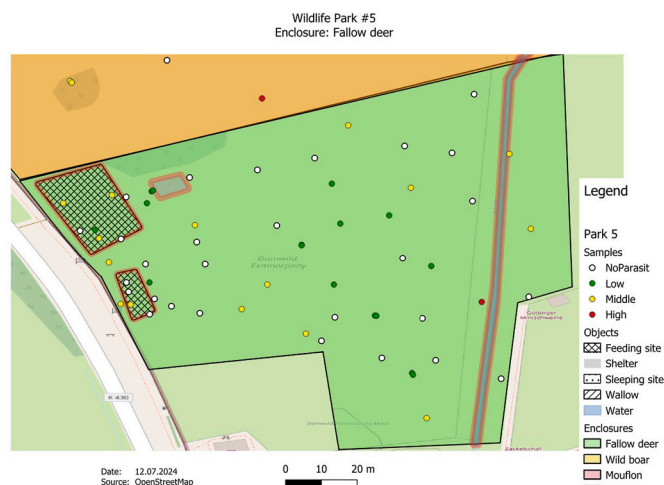 Wildlife Park #5
Enclosure: Fallow deer
Damwild,
Exmoorpony
K 430
Legend
Park 5
Samples
NoParasit
Low
Middle
High
Objects
Feeding site
Shelter
Sleeping site
Wallow
Water
Enclosures
Fallow deer
Wild boar
Mouflon
Date: 12.07.2024
Source: OpenStreetMap
0 10 20 m